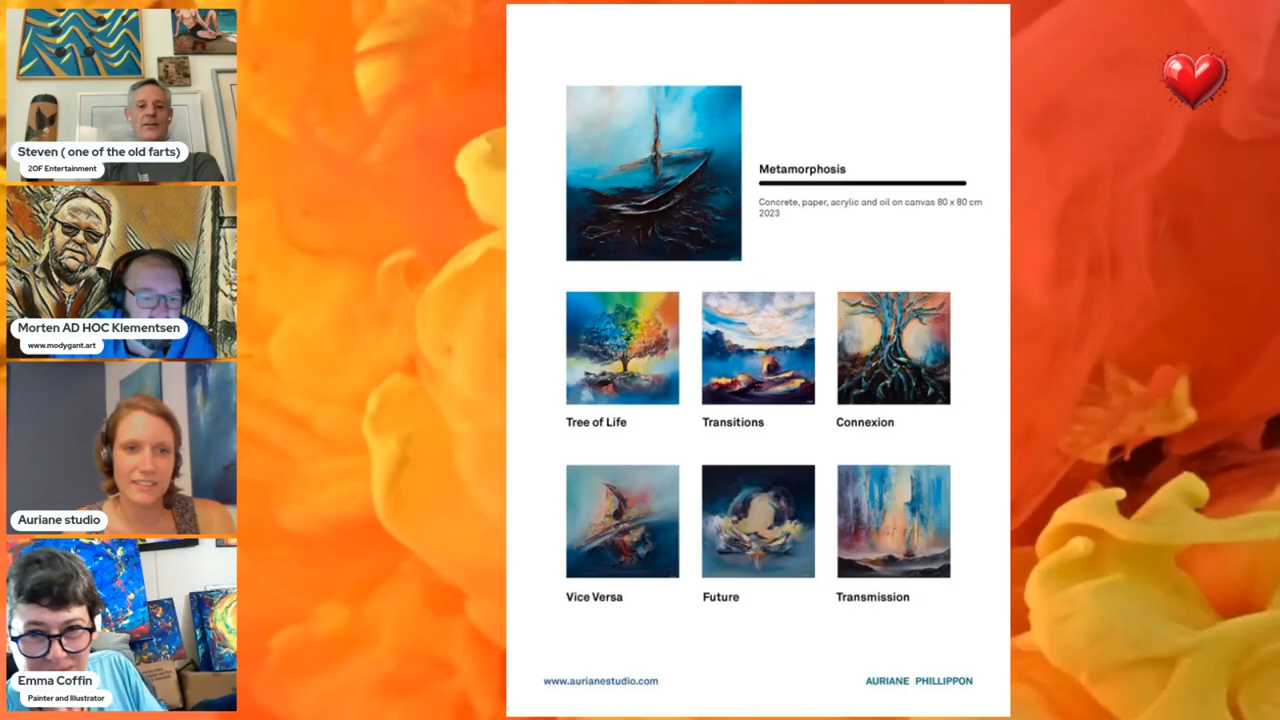 Steven ( one of the old farts)
2OF Entertainment
Morten AD HOC Klementsen
www.modygant.art
Auriane studio
Emma Coffin
Painter and Illustrator
Metamorphosis
Concrete, paper, acrylic and oil on canvas 80 x 80 cm
2023
Tree of Life
Transitions
Connexion
Vice Versa
Future
Transmission
www.aurianestudio.com
AURIANE PHILLIPPON